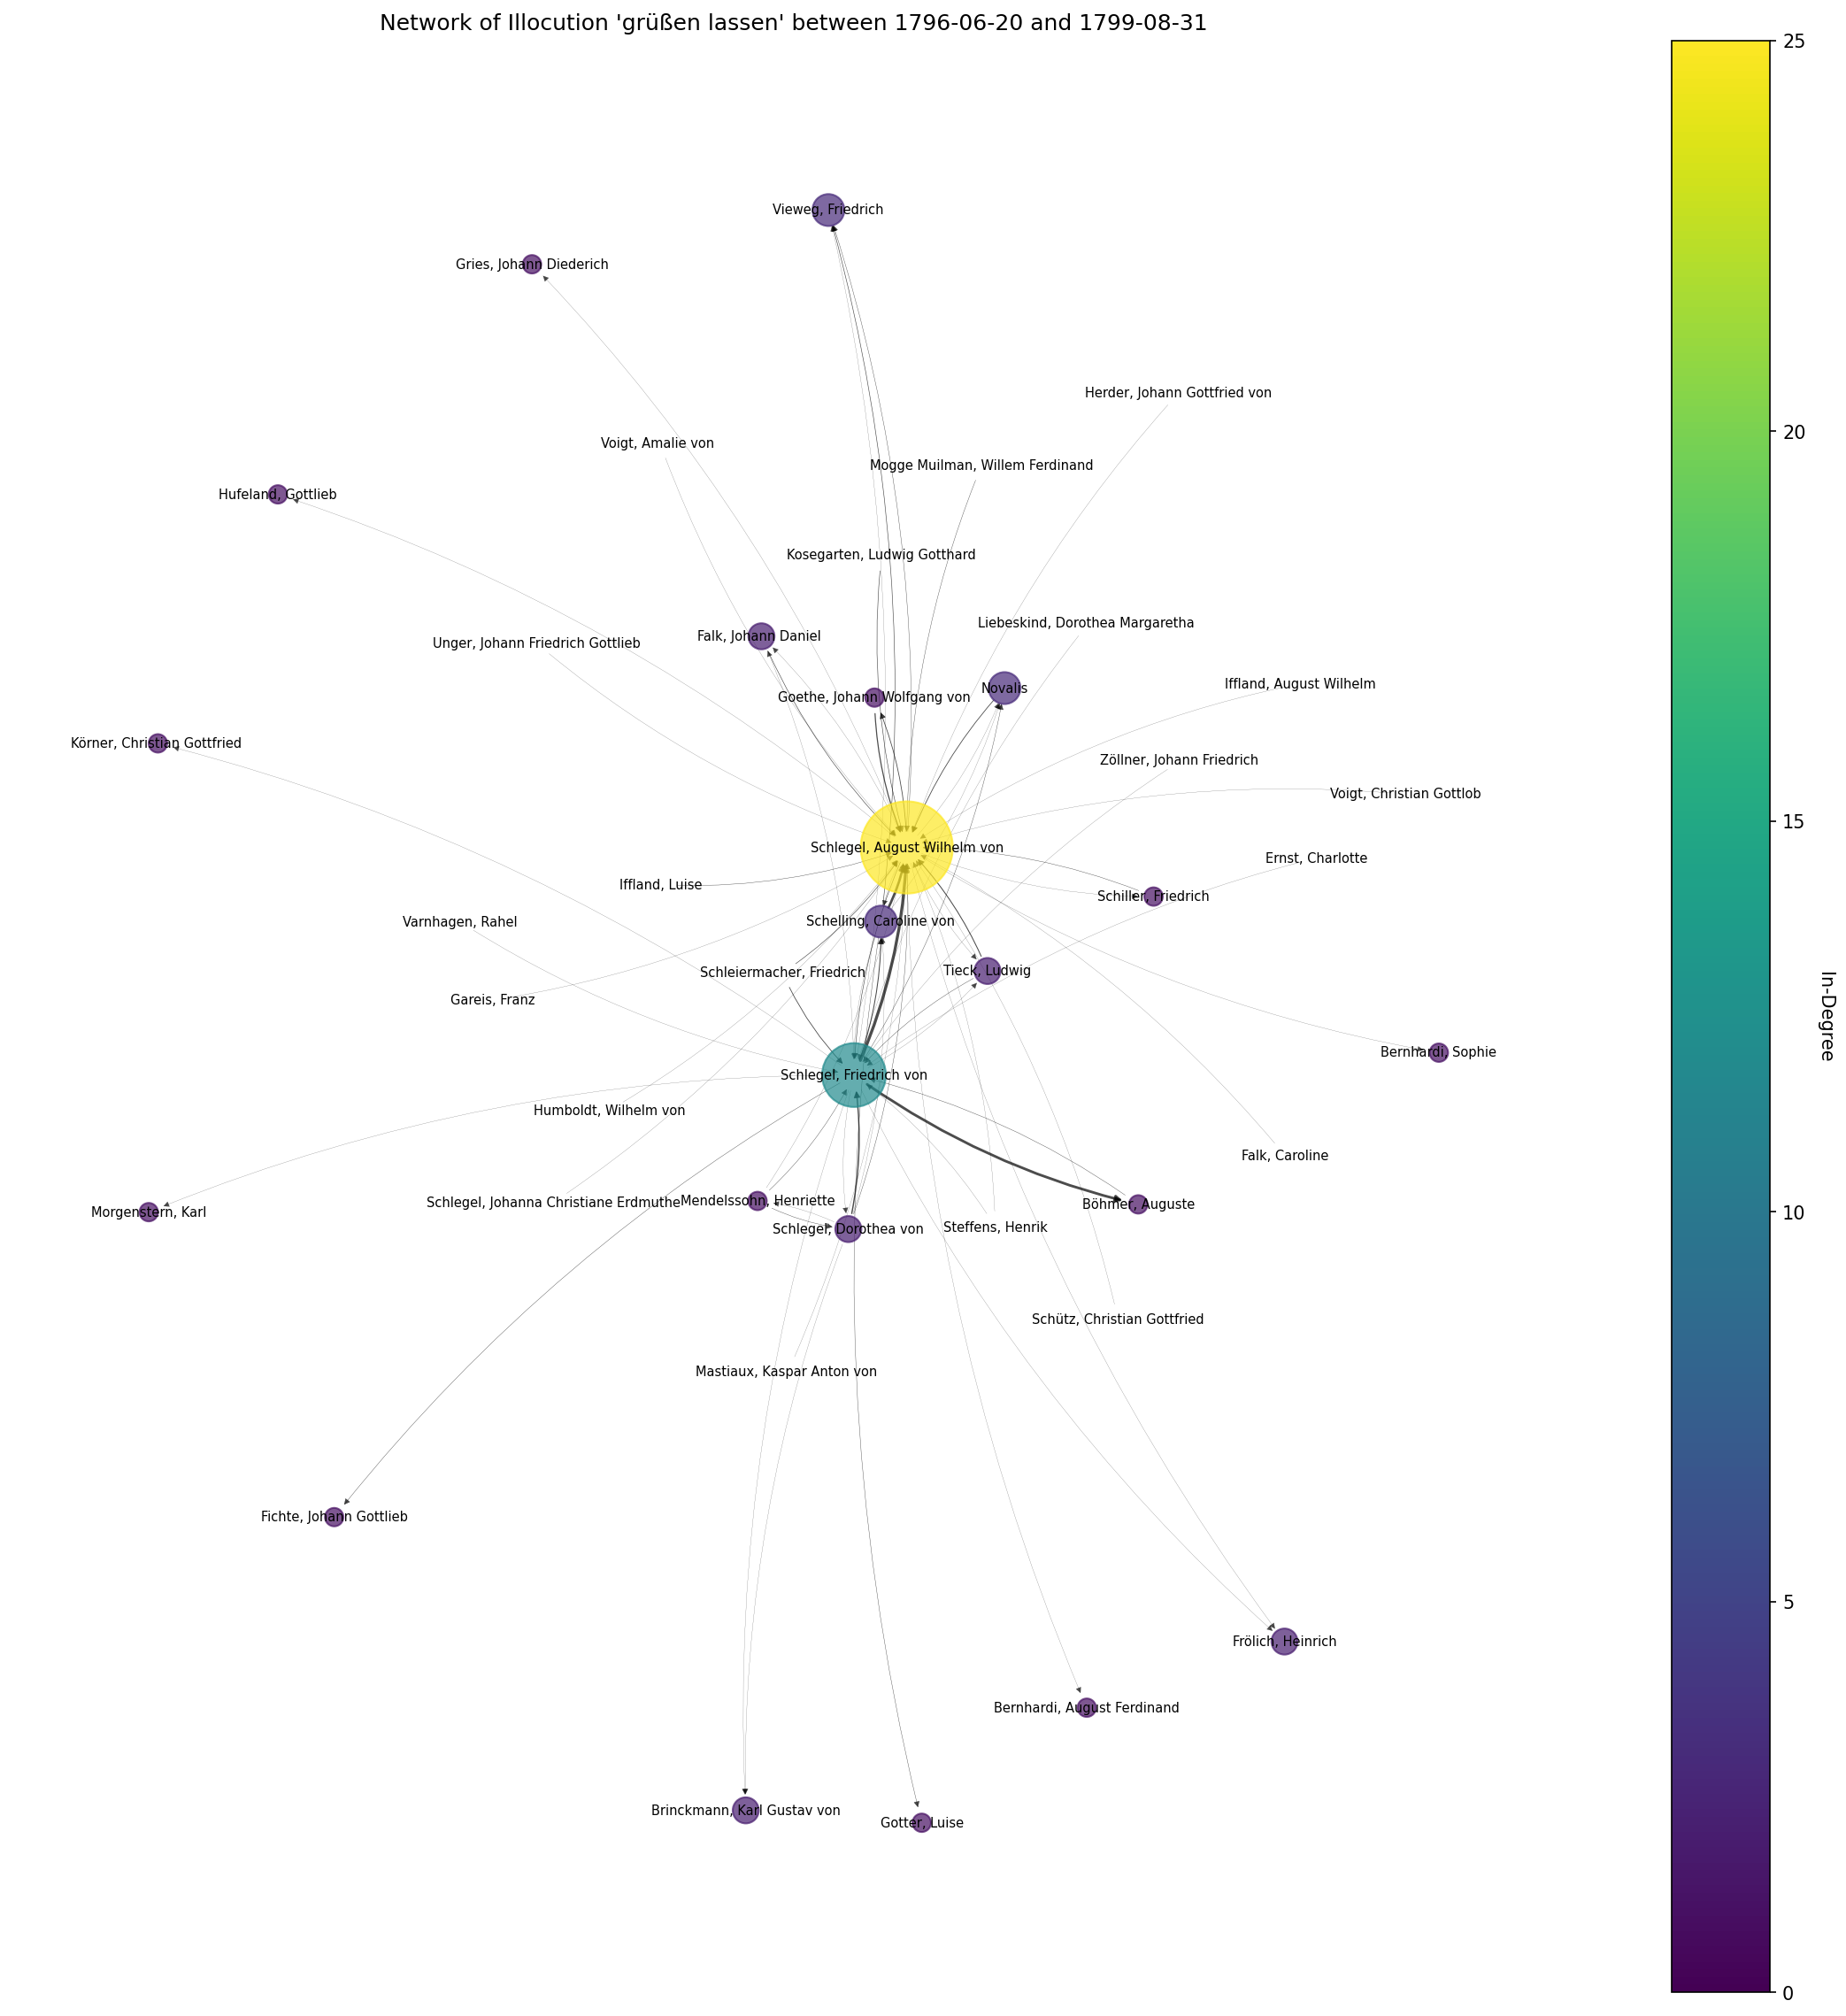 Network of Illocution 'grüßen lassen' between 1796-06-20 and 1799-08-31
25
Vieweg, Friedrich
Gries, Johann Diederich
Herder, Johann Gottfried von
20
Voigt, Amalie von
Mogge Muilman, Willem Ferdinand
Hufeland, Gottlieb
Kosegarten, Ludwig Gotthard
Liebeskind, Dorothea Margaretha
Falk, Johann Daniel
Unger, Johann Friedrich Gottlieb
Iffland, August Wilhelm
Novalis
Goethe, Johann Wolfgang von
Körner, Christian Gottfried
Zöllner, Johann Friedrich
Voigt, Christian Gottlob
15
Schlegel, August Wilhelm von
Ernst, Charlotte
Iffland, Luise
Schiller, Friedrich
Schelling, Caroline von
Varnhagen, Rahel
Tieck, Ludwig
Schleiermacher, Friedrich
Gareis, Franz
In-Degree
Bernhardi, Sophie
Schlegel, Friedrich von
Humboldt, Wilhelm von
Falk, Caroline
Schlegel, Johanna Christiane Erdmuthe
Mendelssohn, Henriette
Böhmer, Auguste
10
Morgenstern, Karl
Schlegel, Dorothea von
Steffens, Henrik
Schütz, Christian Gottfried
Mastiaux, Kaspar Anton von
Fichte, Johann Gottlieb
5
Frölich, Heinrich
Bernhardi, August Ferdinand
Brinckmann, Karl Gustav von
Gotter, Luise
0